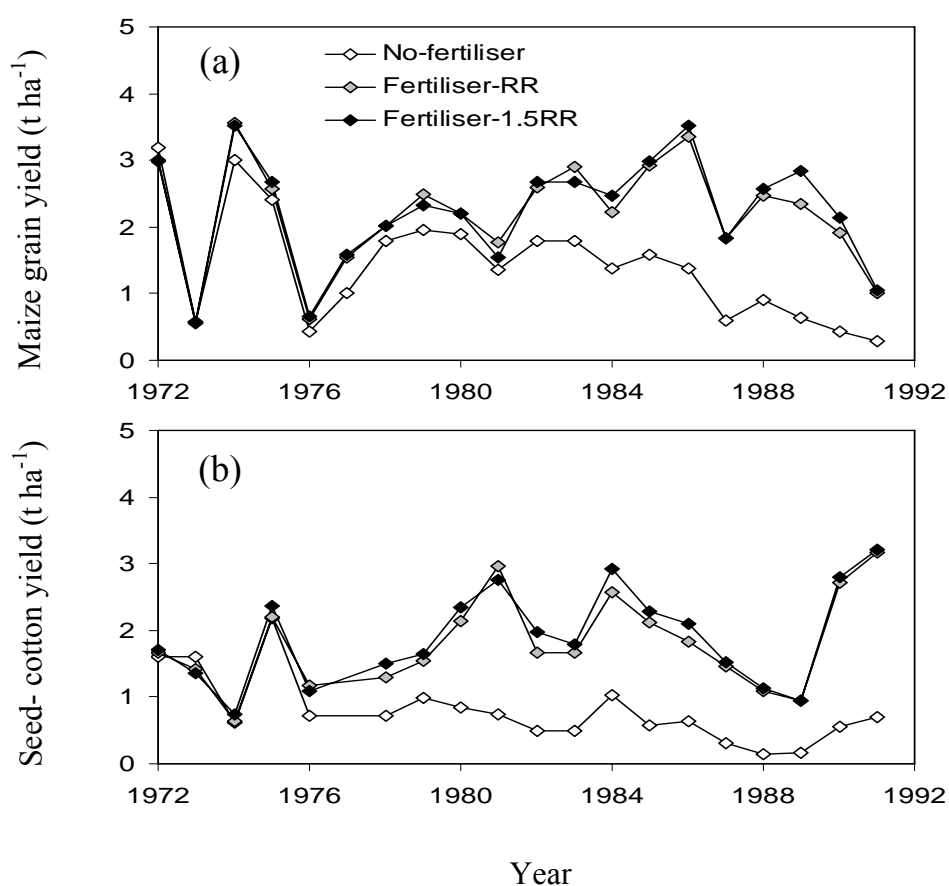 Maize grain yield (t ha-1)
5
4
3
2
1
0
(a)
No-fertiliser
Fertiliser-RR
Fertiliser-1.5RR
1972 1976 1980 1984 1988 1992
Seed- cotton yield (t ha-1)
5
4
3
2
1
0
(b)
1972 1976 1980 1984 1988 1992
Year